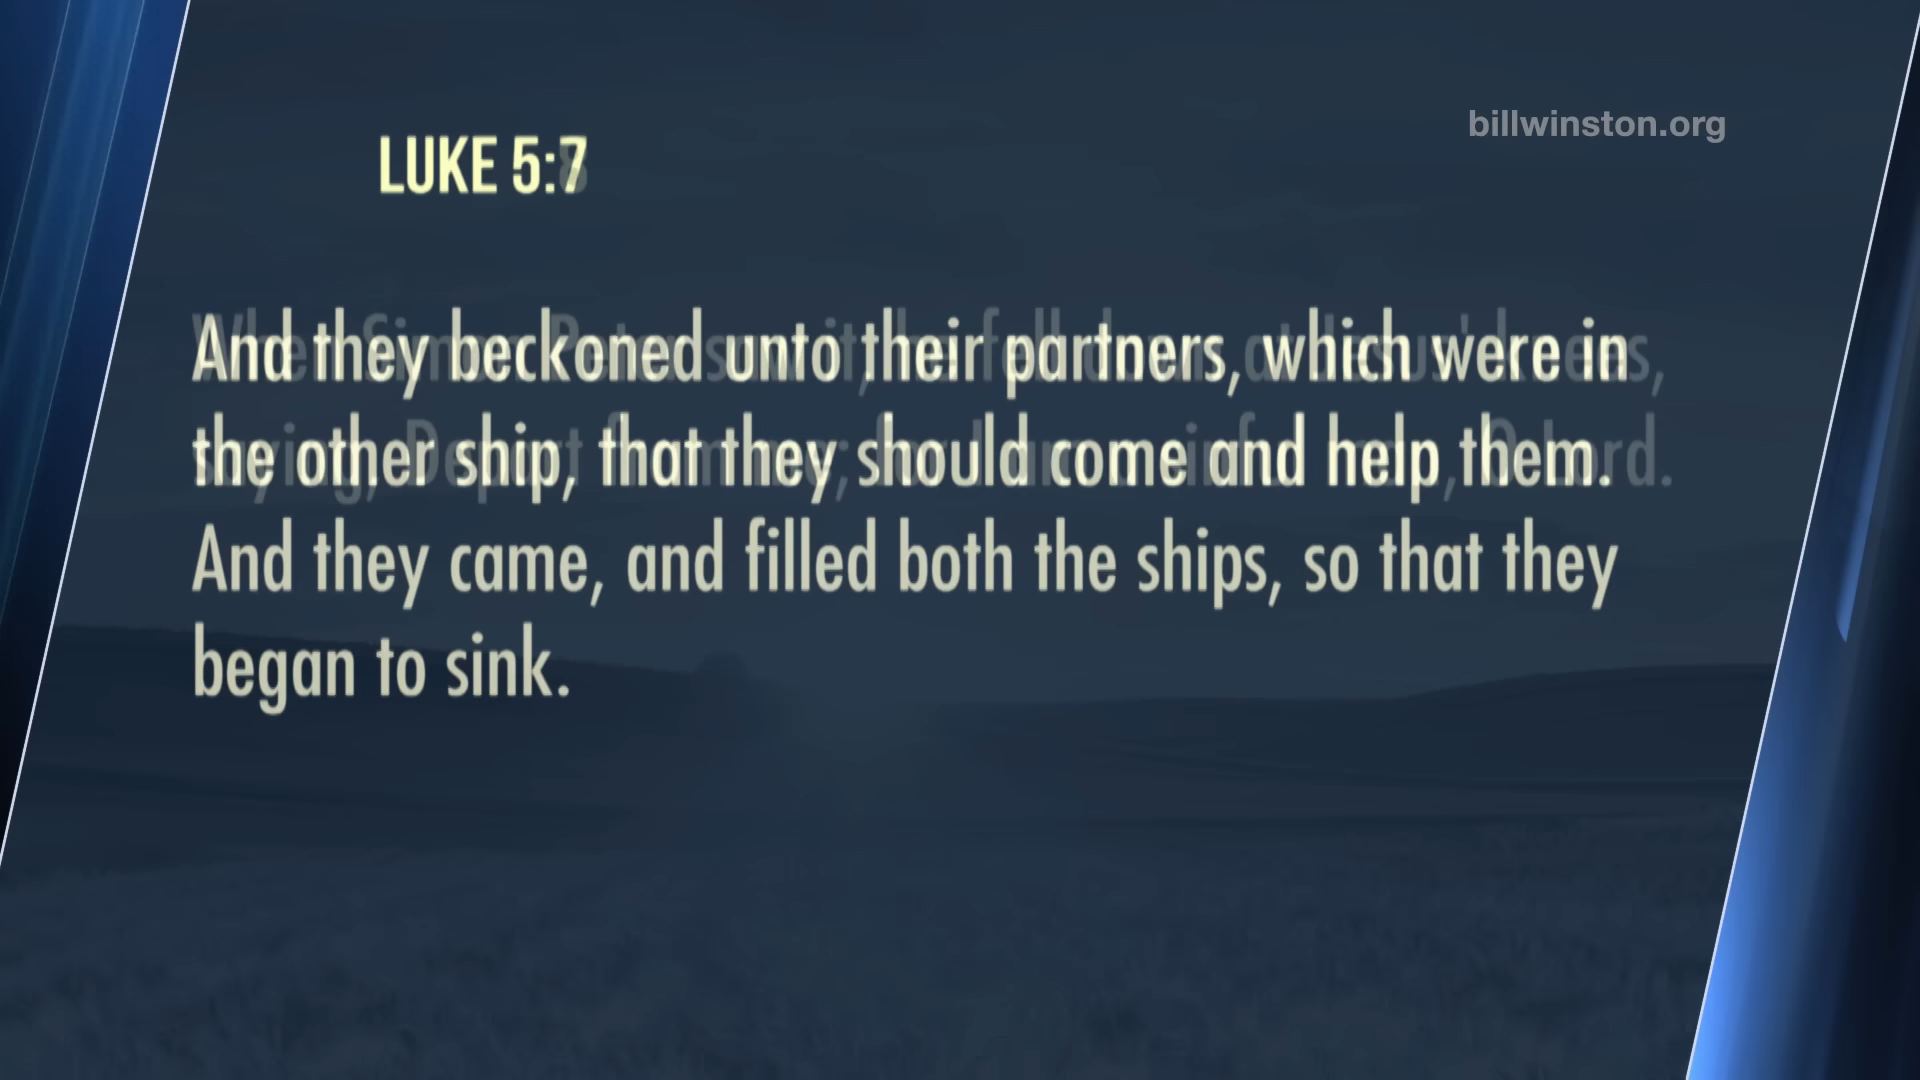 billwinston.org
LUKE 5:7
And they beckoned unto their partners, which were in
the other ship, that they should come and help them.
And they came, and filled both the ships, so that they
began to sink.